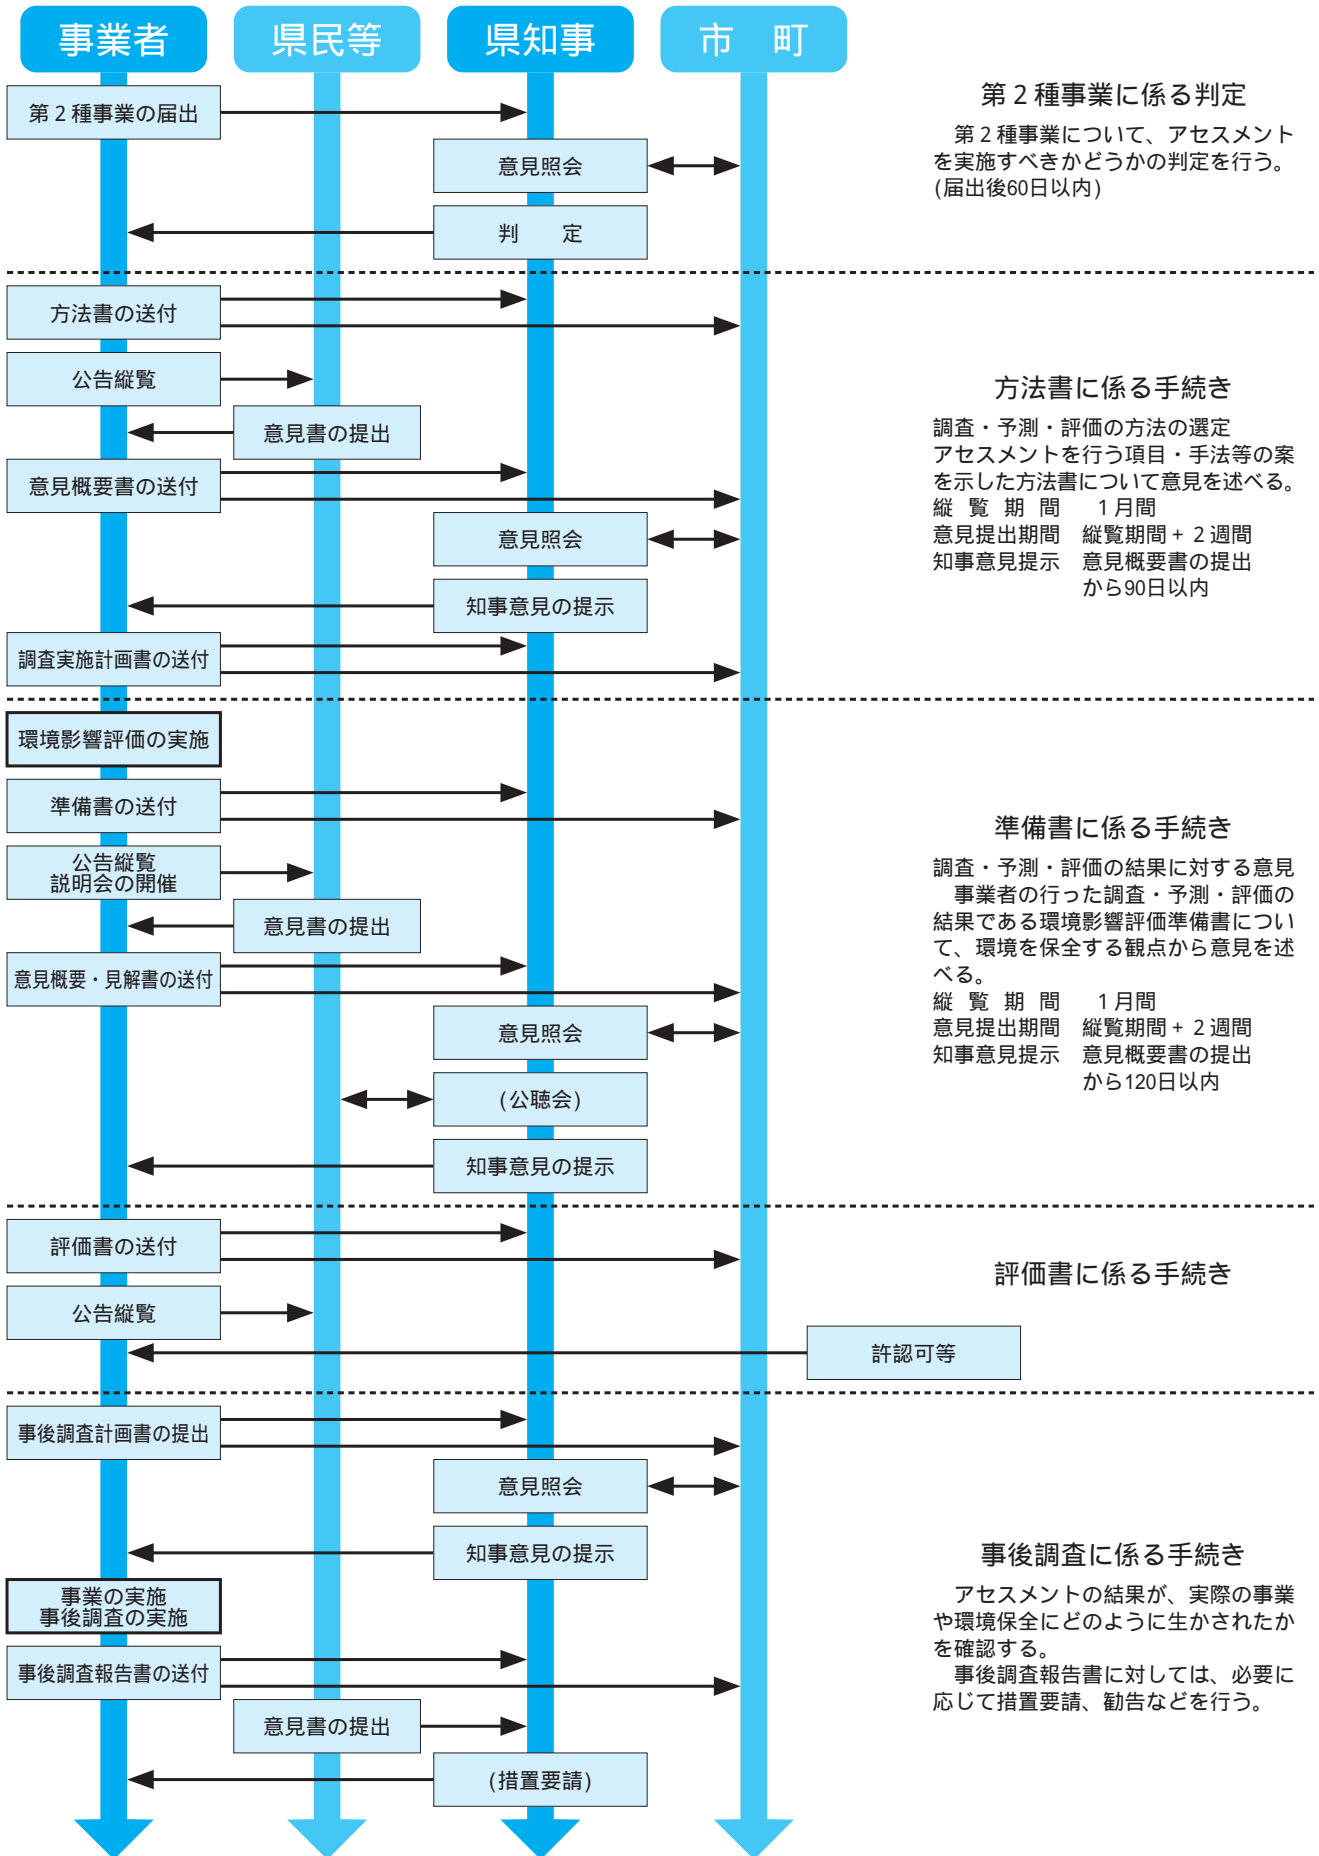 事業者
県民等
県知事
市　町
第２種事業の届出
意見照会
判　定
第２種事業に係る判定
　第２種事業について、アセスメント
を実施すべきかどうかの判定を行う。
(届出後60日以内)
方法書の送付
公告縦覧
意見書の提出
意見概要書の送付
意見照会
知事意見の提示
調査実施計画書の送付
方法書に係る手続き
調査・予測・評価の方法の選定
アセスメントを行う項目・手法等の案
を示した方法書について意見を述べる。
縦 覧 期 間　１月間
意見提出期間　縦覧期間+２週間
知事意見提示　意見概要書の提出
から90日以内
環境影響評価の実施
準備書の送付
公告縦覧
説明会の開催
意見書の提出
意見概要・見解書の送付
意見照会
(公聴会)
知事意見の提示
準備書に係る手続き
調査・予測・評価の結果に対する意見
　事業者の行った調査・予測・評価の
結果である環境影響評価準備書につい
て、環境を保全する観点から意見を述
べる。
縦 覧 期 間　１月間
意見提出期間　縦覧期間+２週間
知事意見提示　意見概要書の提出
から120日以内
評価書の送付
公告縦覧
許認可等
評価書に係る手続き
事後調査計画書の提出
意見照会
知事意見の提示
事業の実施
事後調査の実施
事後調査報告書の送付
意見書の提出
(措置要請)
事後調査に係る手続き
　アセスメントの結果が、実際の事業
や環境保全にどのように生かされたか
を確認する。
　事後調査報告書に対しては、必要に
応じて措置要請、勧告などを行う。